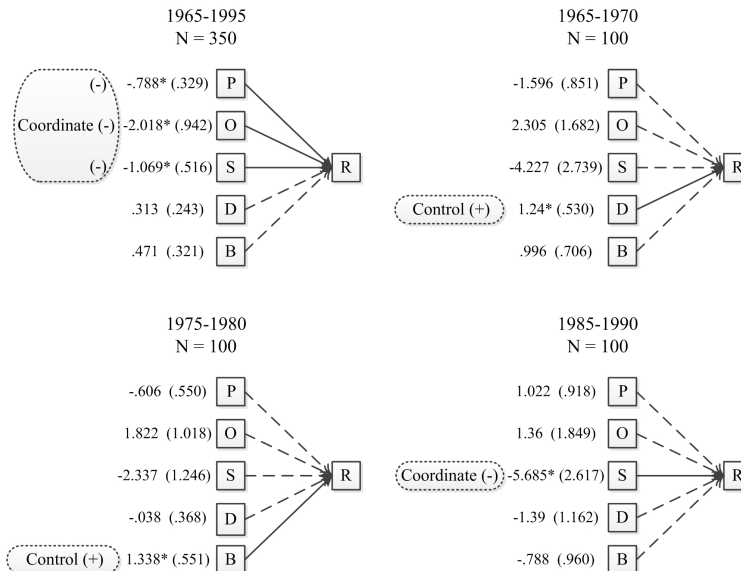 1965-1995
N = 350
(-) -.788* (.329) P
Coordinate (-) -2.018* (.942) O
(-) -1.069* (.516) S
R
.313 (.243) D
.471 (.321) B
1965-1970
N = 100
-1.596 (.851) P
2.305 (1.682) O
-4.227 (2.739) S
R
Control (+) 1.24* (.530) D
.996 (.706) B
1975-1980
N = 100
-.606 (.550) P
1.822 (1.018) O
-2.337 (1.246) S
R
-.038 (.368) D
Control (+) 1.338* (.551) B
1985-1990
N = 100
1.022 (.918) P
1.36 (1.849) O
Coordinate (-) -5.685* (2.617) S
R
-1.39 (1.162) D
-.788 (.960) B